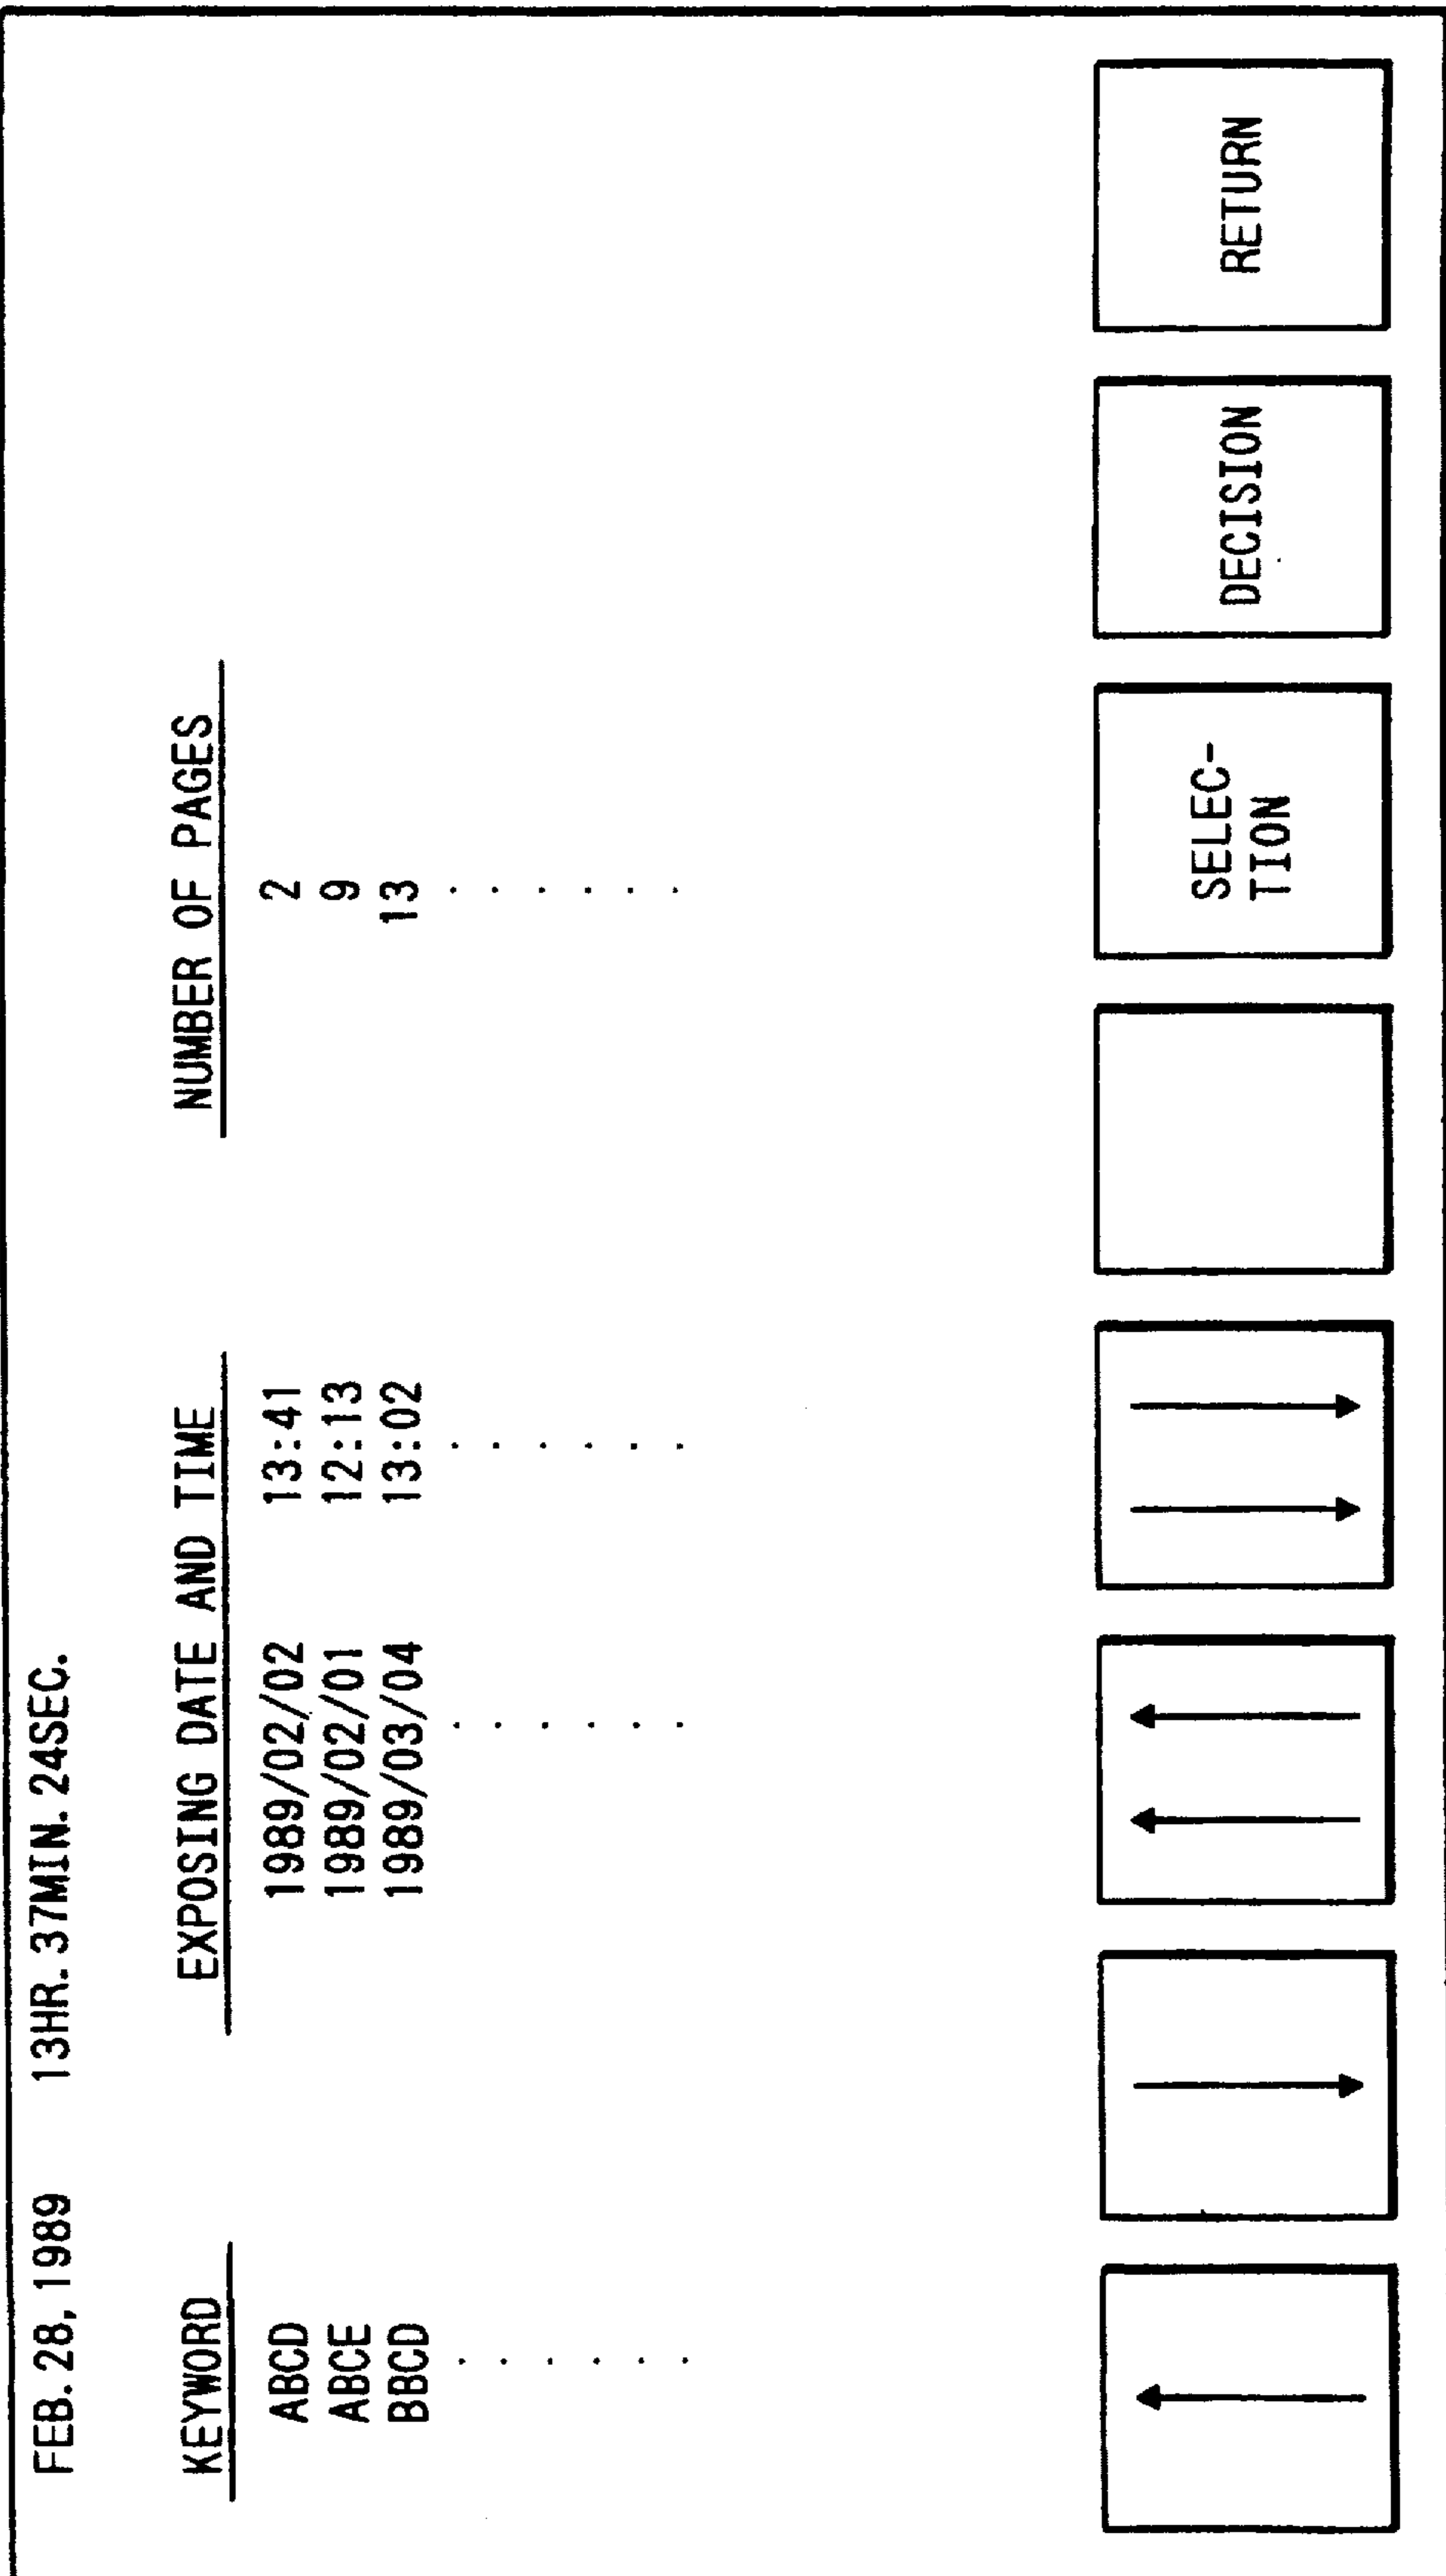 FEB. 28, 1989 13HR. 37MIN. 24SEC.
KEYWORD EXPOSING DATE AND TIME NUMBER OF PAGES
ABCD 1989/02/02 13:41 2
ABCE 1989/02/01 12:13 9
BBCD 1989/03/04 13:02 13
SELEC-
TION
DECISION
RETURN